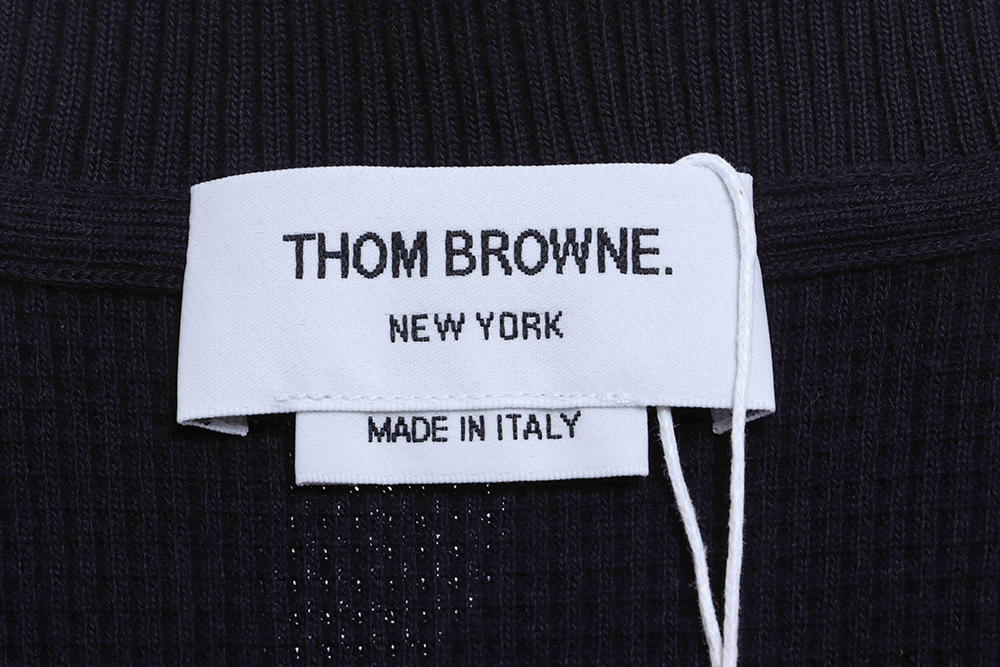 THOM BROWNE.
NEW YORK
MADE IN ITALY